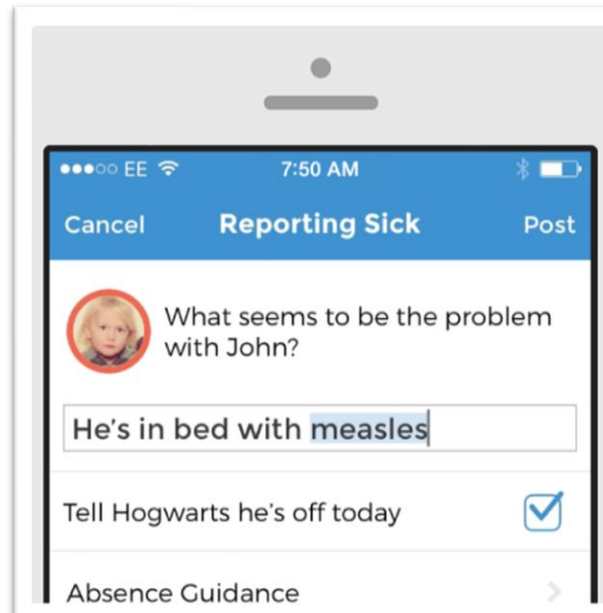 EE 7:50 AM
Cancel Reporting Sick Post
What seems to be the problem
with John?
He's in bed with measles
Tell Hogwarts he's off today
Absence Guidance